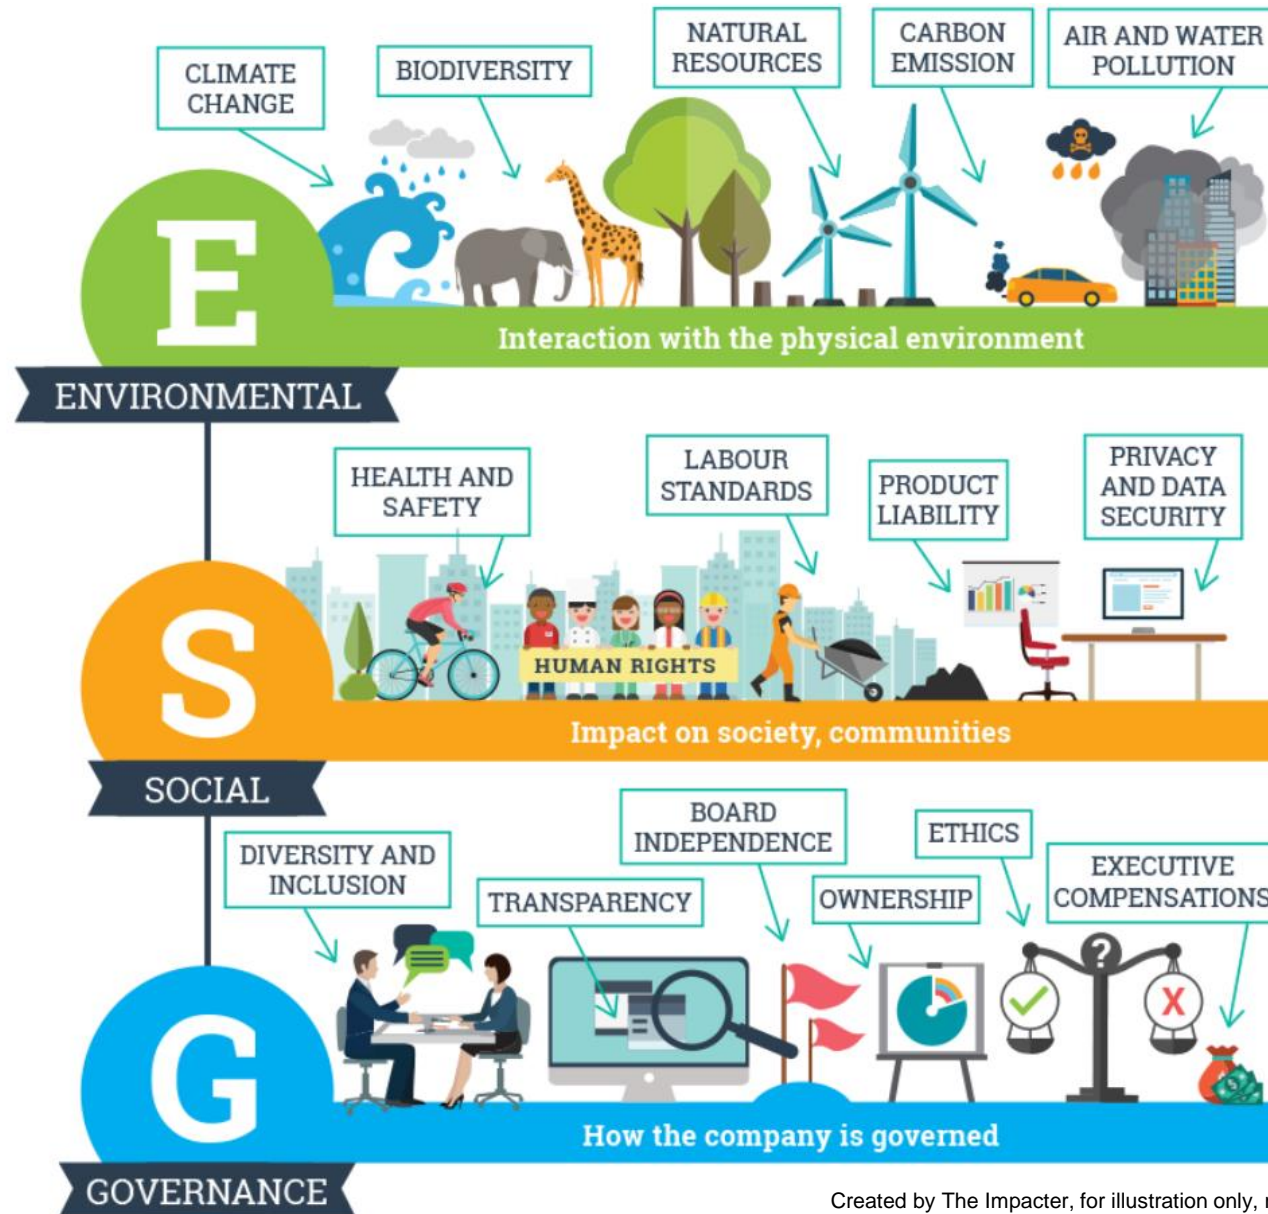 CLIMATE
CHANGE
BIODIVERSITY
NATURAL
RESOURCES
CARBON
EMISSION
AIR AND WATER
POLLUTION
E
Interaction with the physical environment
ENVIRONMENTAL
HEALTH AND
SAFETY
LABOUR
STANDARDS
PRODUCT
LIABILITY
PRIVACY
AND DATA
SECURITY
HUMAN RIGHTS
S
Impact on society, communities
SOCIAL
DIVERSITY AND
INCLUSION
TRANSPARENCY
BOARD
INDEPENDENCE
OWNERSHIP
ETHICS
EXECUTIVE
COMPENSATIONS
?
X
G
How the company is governed
GOVERNANCE
Created by The Impacter, for illustration only,